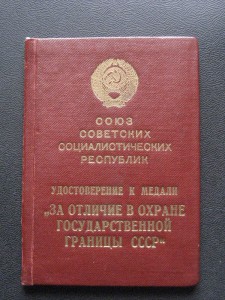 СОЮЗ
СОВЕТСКИХ
СОЦИАЛИСТИЧЕСКИХ
РЕСПУБЛИК
УДОСТОВЕРЕНИЕ К МЕДАЛИ
„ЗА ОТЛИЧИЕ В ОХРАНЕ
ГОСУДАРСТВЕННОЙ
ГРАНИЦЫ СССР“